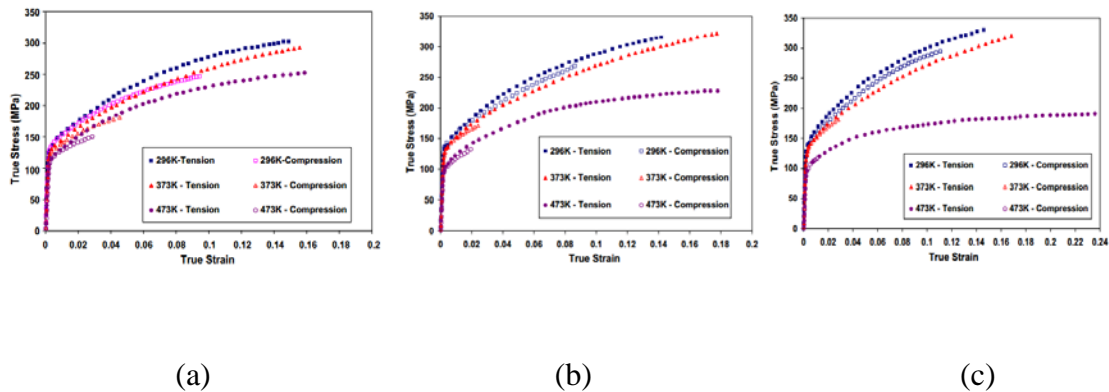 True Stress (MPa)
350
300
250
200
150
100
50
0
296K-Tension
296K-Compression
373K - Tension
373K - Compression
473K - Tension
473K - Compression
0 0.02 0.04 0.06 0.08 0.1 0.12 0.14 0.16 0.18 0.2
True Strain
True Stress (MPa)
350
300
250
200
150
100
50
0
296K - Tension
296K - Compression
373K - Tension
373K - Compression
473K - Tension
473K - Compression
0 0.02 0.04 0.06 0.08 0.1 0.12 0.14 0.16 0.18 0.2
True Strain
True Stress (MPa)
350
300
250
200
150
100
50
0
296K - Tension
296K - Compression
373K - Tension
373K - Compression
473K - Tension
473K - Compression
0 0.02 0.04 0.06 0.08 0.1 0.12 0.14 0.16 0.18 0.2 0.22 0.24
True Strain
(a)
(b)
(c)